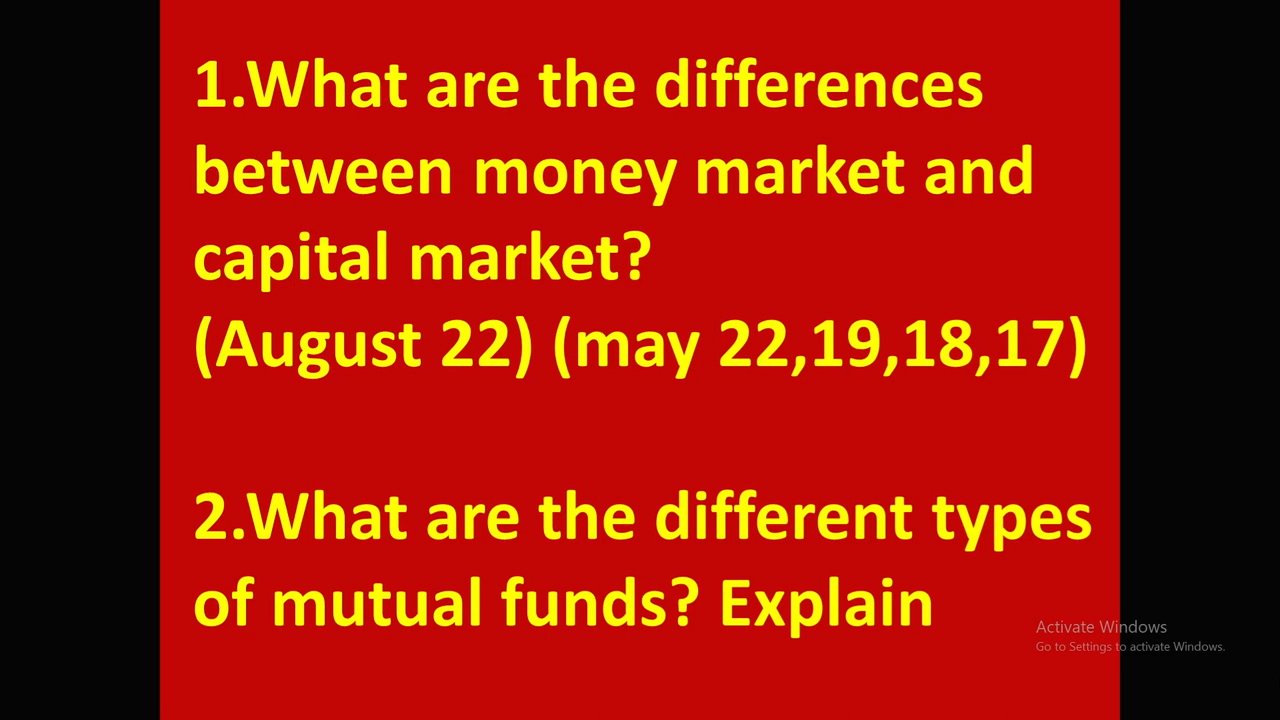 1.What are the differences
between money market and
capital market?
(August 22) (may 22,19,18,17)
2.What are the different types
of mutual funds? Explain
Activate Windows
Go to Settings to activate Windows.